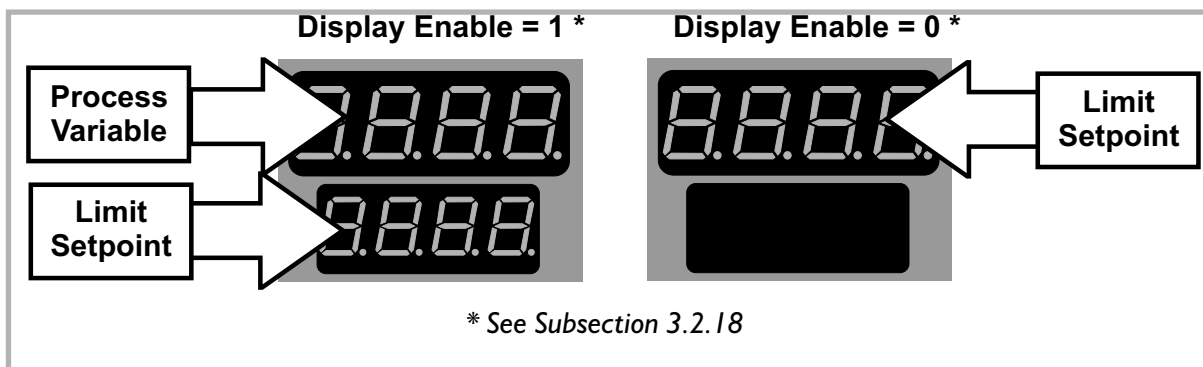 Display Enable = 1 *
Display Enable = 0 *
Process
Variable
Limit
Setpoint
Limit
Setpoint
* See Subsection 3.2.18